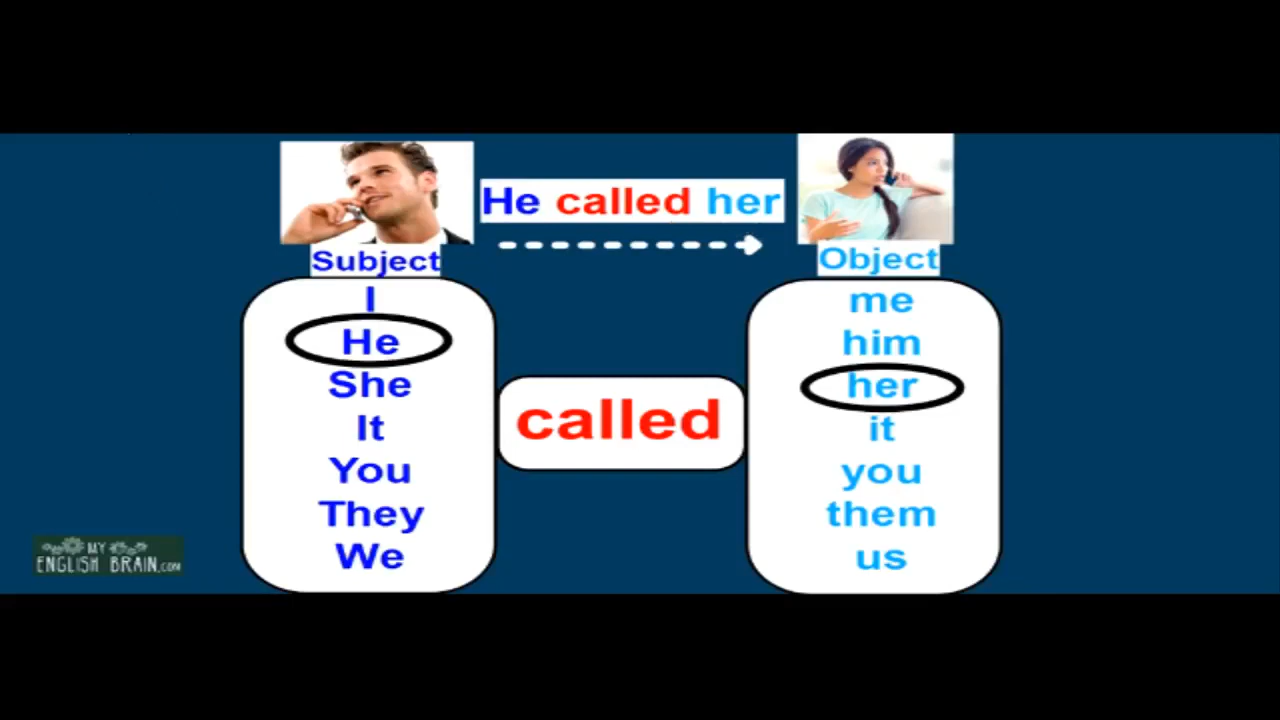 He called her
Subject
Object
I
He
She
It
You
They
We
called
me
him
her
it
you
them
us
MY
ENGLISH BRAIN.COM